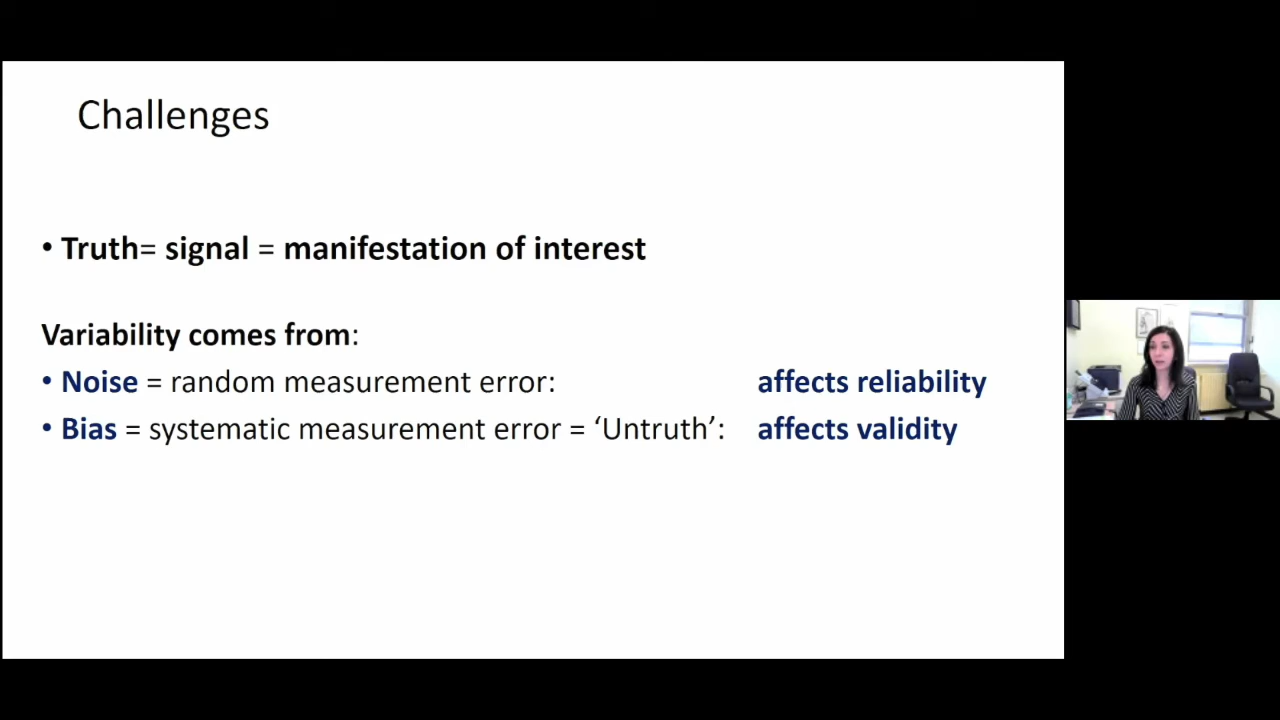 Challenges
• Truth= signal = manifestation of interest
Variability comes from:
• Noise = random measurement error: affects reliability
• Bias = systematic measurement error = ‘Untruth’: affects validity